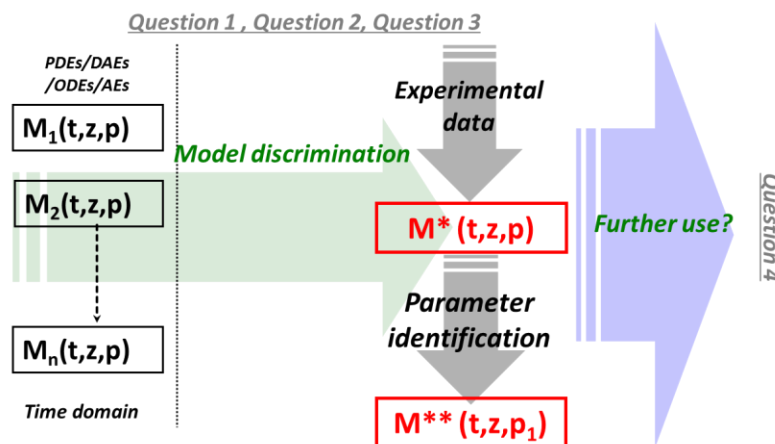 Question 1 , Question 2, Question 3
PDEs/DAEs
/ODEs/AEs
M₁(t,z,p)
M₂(t,z,p)
Mₙ(t,z,p)
Time domain
Model discrimination
Experimental
data
M* (t,z,p)
Parameter
identification
M** (t,z,p₁)
Further use?
Question 4